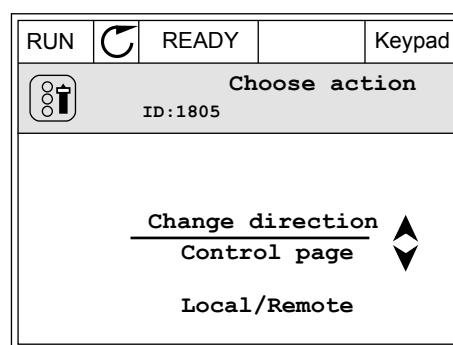 RUN READY Keypad
Choose action
ID:1805
Change direction
Control page
Local/Remote